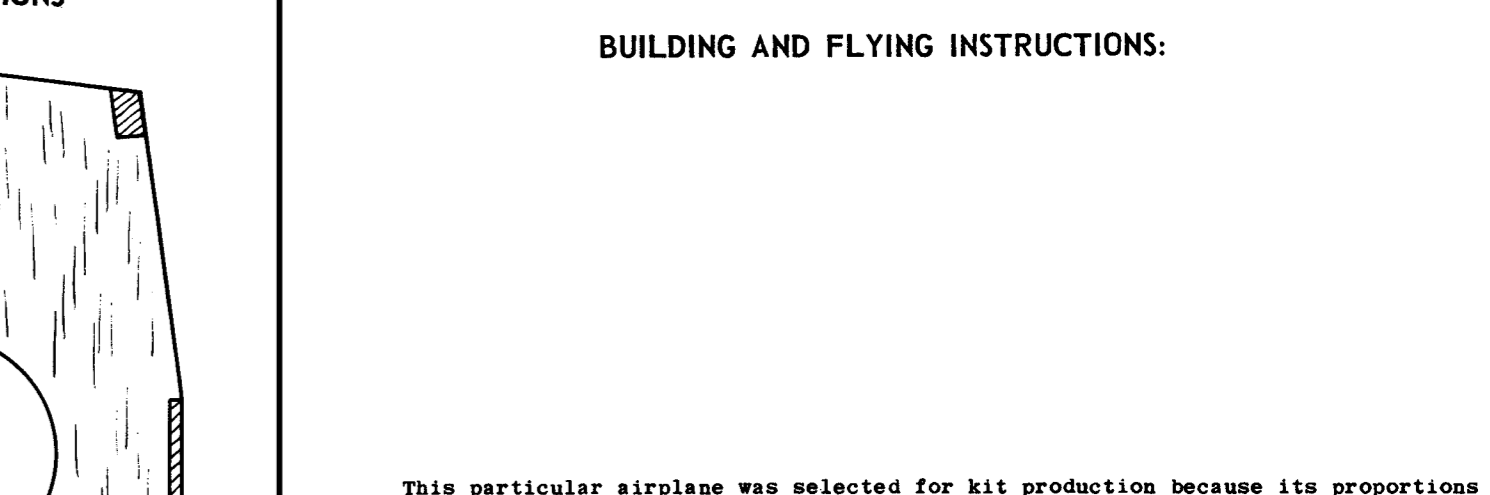 BUILDING AND FLYING INSTRUCTIONS:
This particular airplane was selected for kit production because its proportions